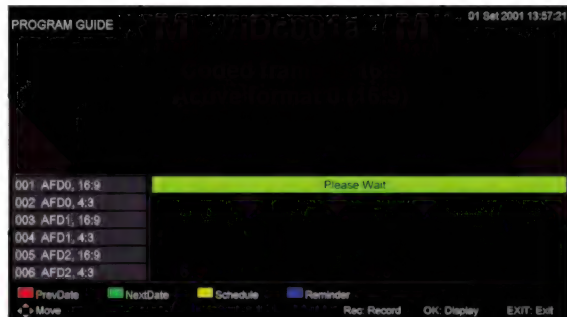 PROGRAM GUIDE
01 Sat 2001 13:57:21
001 AFD0, 16:9
Please Wait
002 AFD0, 4:3
003 AFD1, 16:9
004 AFD1, 4:3
005 AFD2, 16:9
006 AFD2, 4:3
PrevDate NextDate Schedule Reminder
Move Rec: Record OK: Display EXIT: Exit